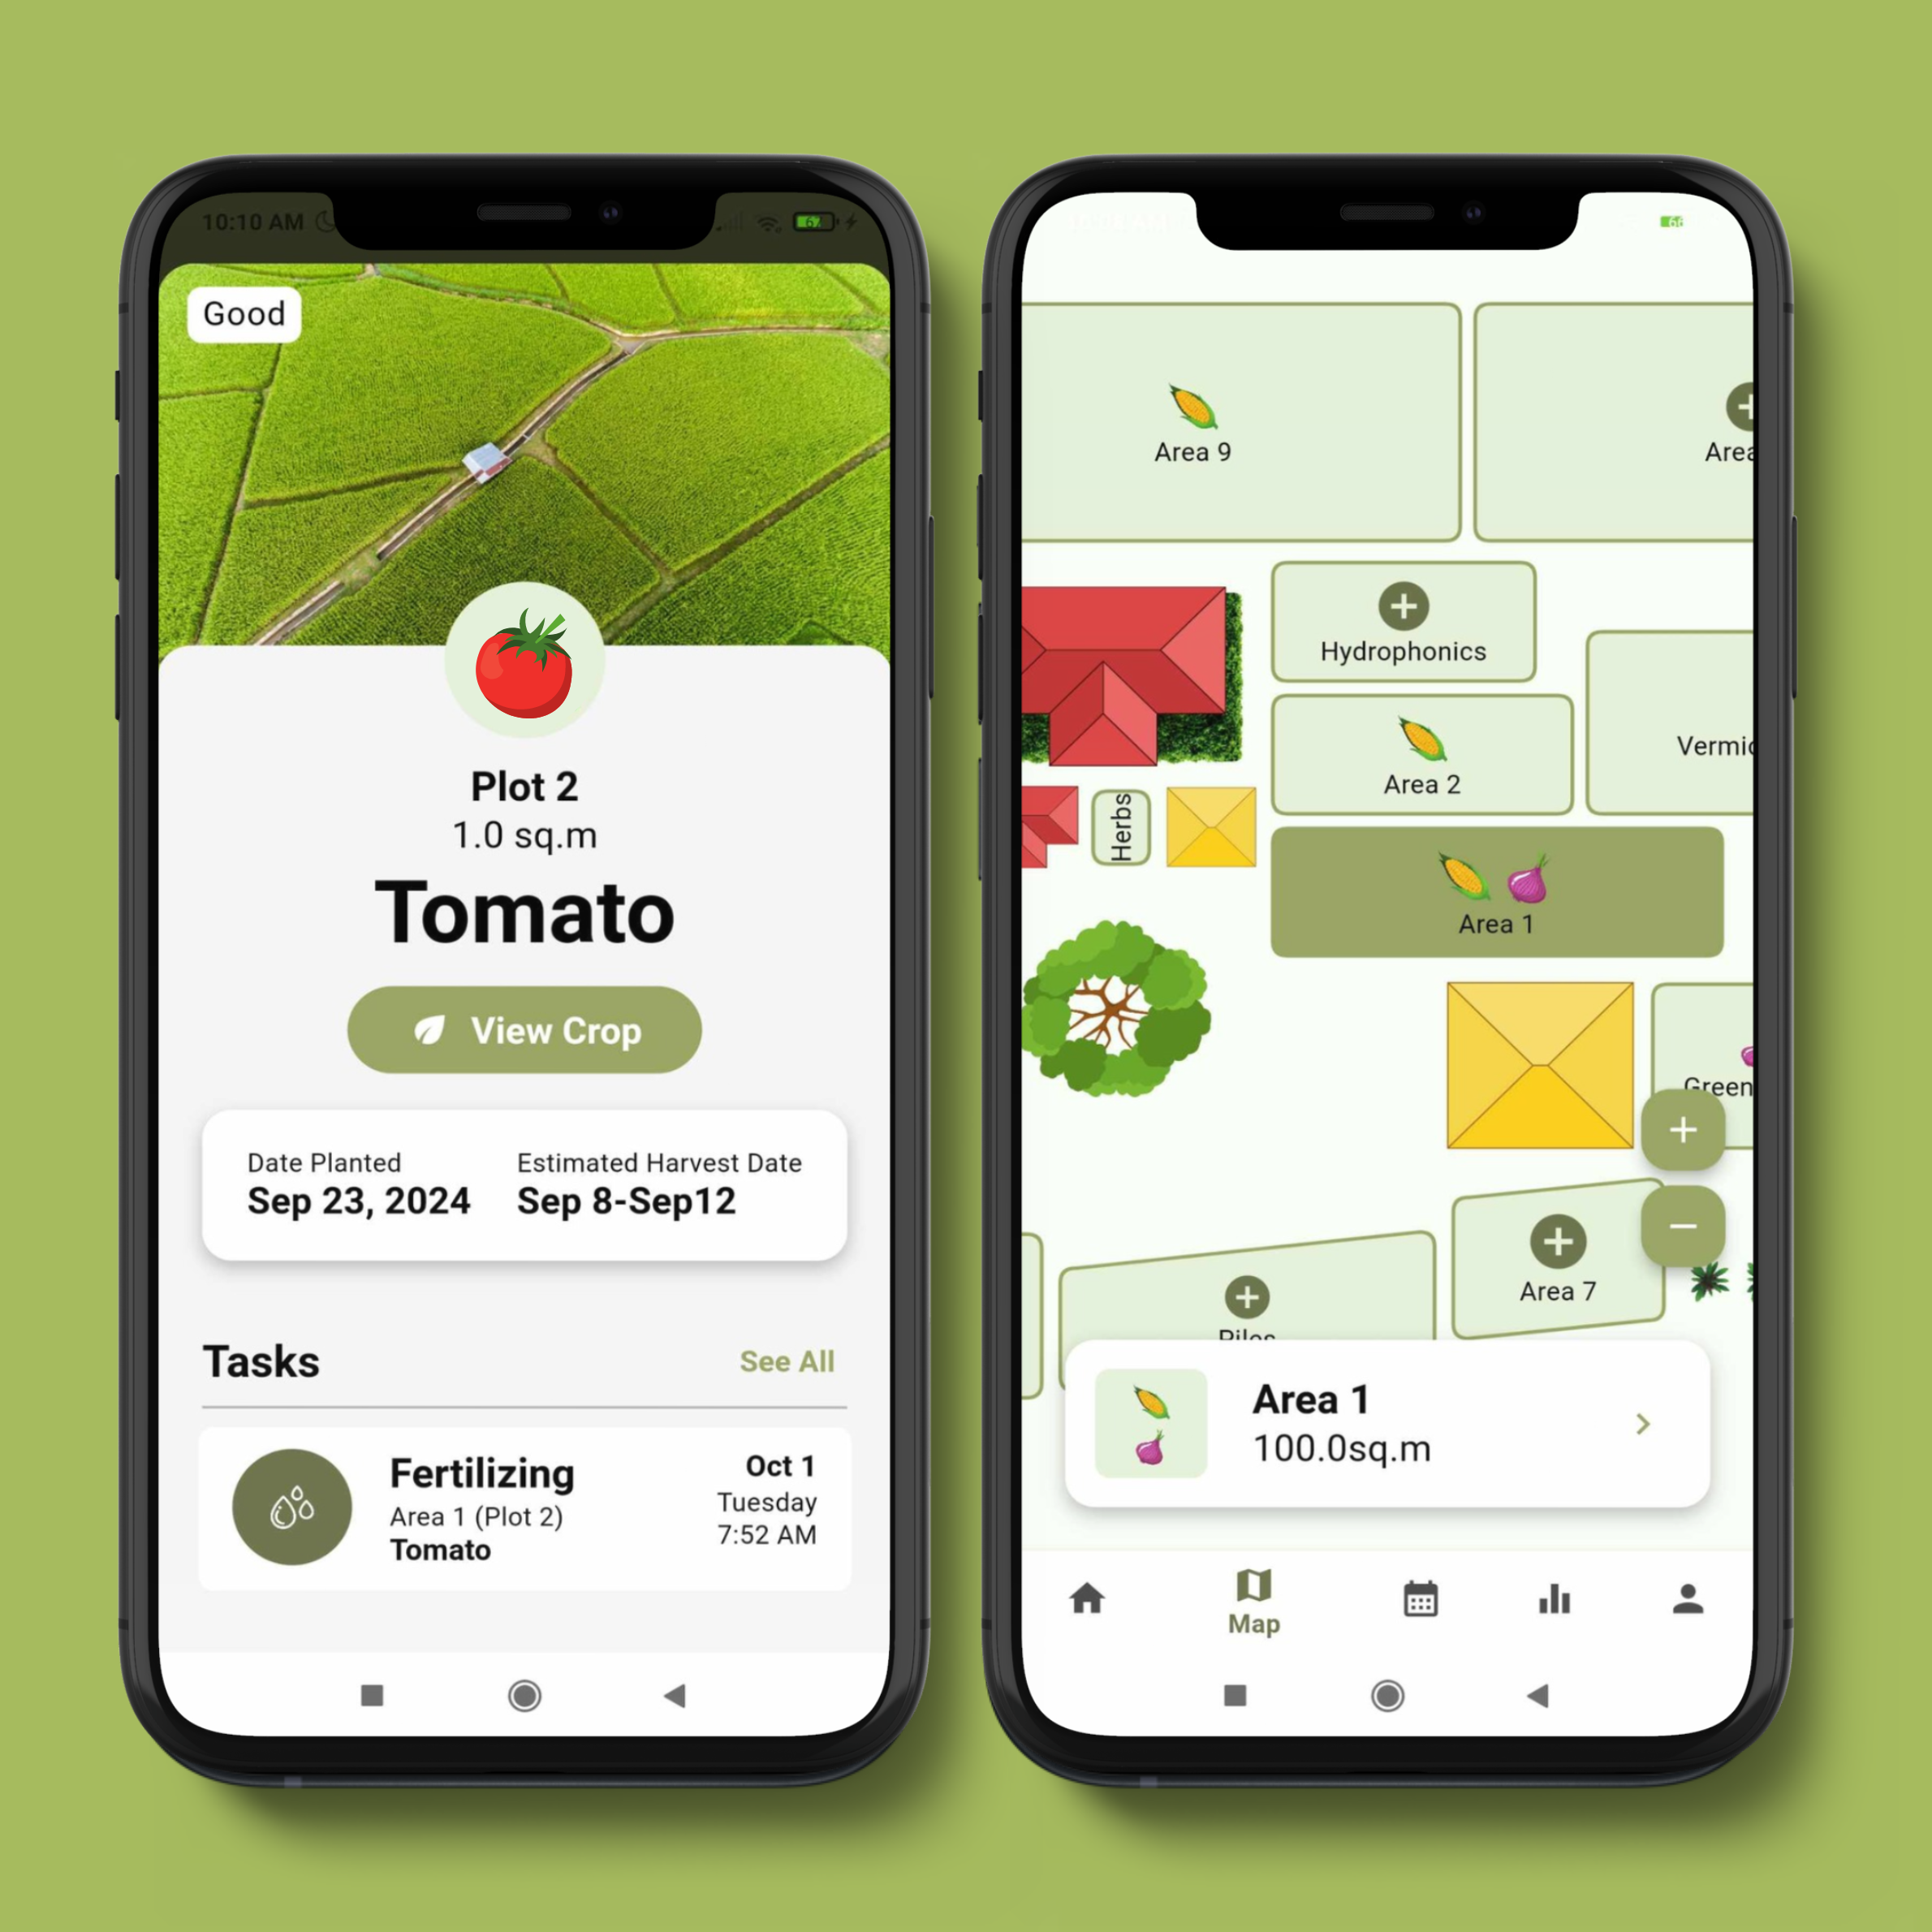 10:10 AM
67
Good
Plot 2
1.0 sq.m
Tomato
View Crop
Date Planted
Estimated Harvest Date
Sep 23, 2024
Sep 8-Sep12
Tasks
See All
Fertilizing
Oct 1
Area 1 (Plot 2)
Tuesday
Tomato
7:52 AM
Area 9
Area
Hydrophonics
Area 2
Vermic
Herbs
Area 1
Green
Area 7
Piles
Area 1
100.0sq.m
Map